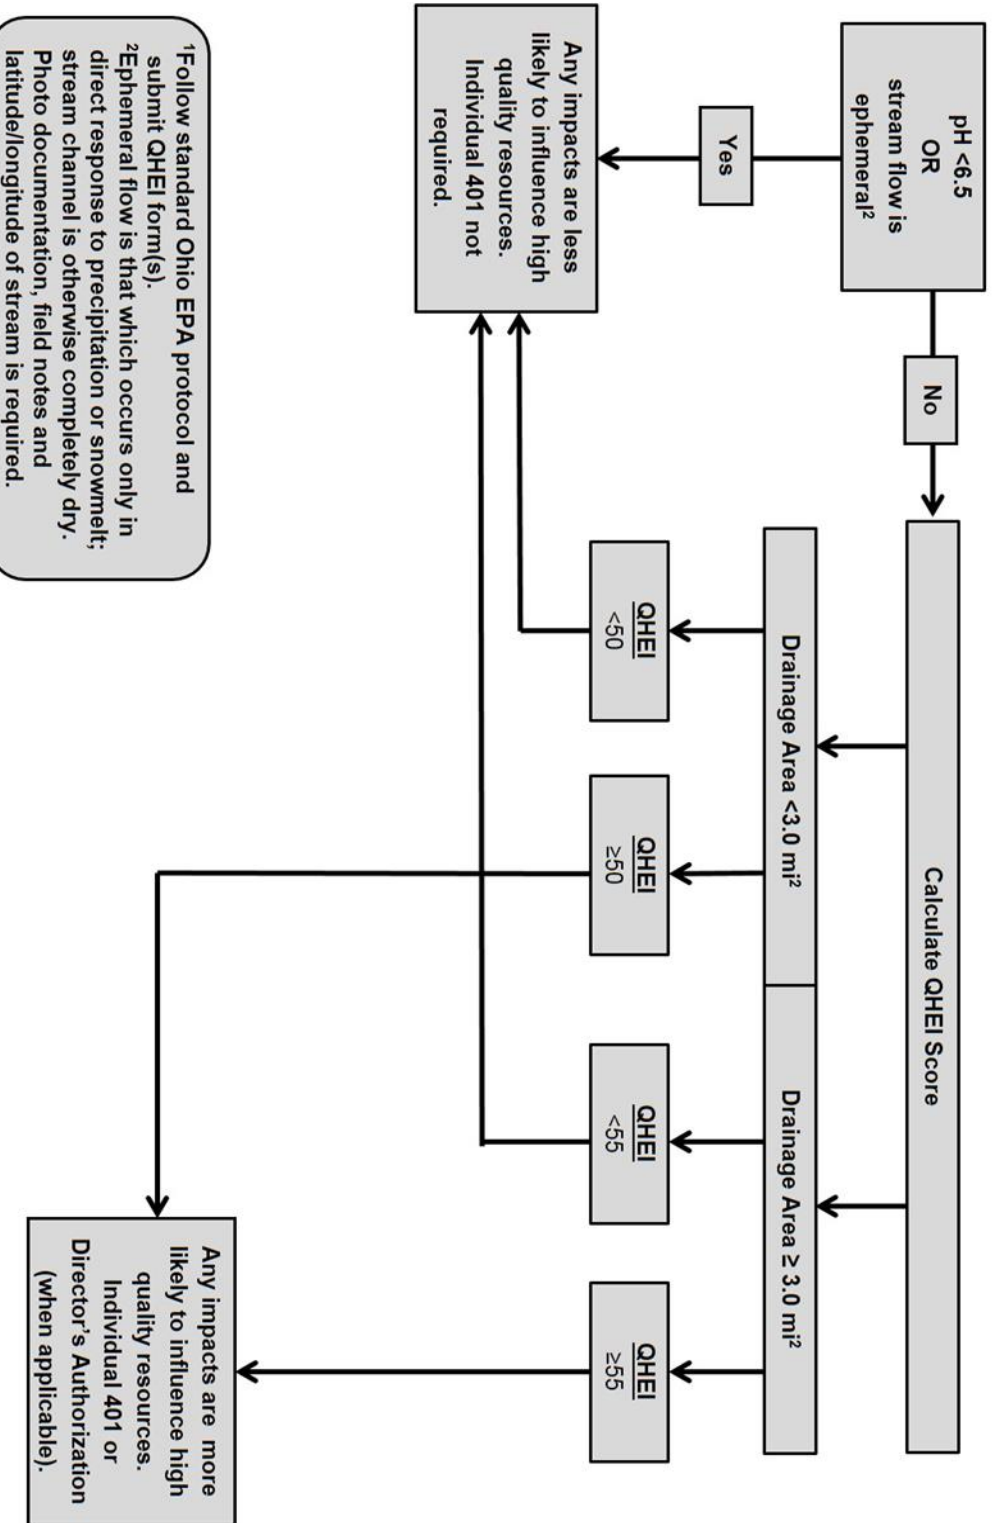 pH <6.5
OR
stream flow is
ephemeral²
No
Calculate QHEI Score
Yes
Drainage Area <3.0 mi²
Drainage Area ≥ 3.0 mi²
QHEI
<50
QHEI
≥50
QHEI
<55
QHEI
≥55
Any impacts are less
likely to influence high
quality resources.
Individual 401 not
required.
Any impacts are more
likely to influence high
quality resources.
Individual 401 or
Director's Authorization
(when applicable).
¹Follow standard Ohio EPA protocol and
submit QHEI form(s).
²Ephemeral flow is that which occurs only in
direct response to precipitation or snowmelt;
stream channel is otherwise completely dry.
Photo documentation, field notes and
latitude/longitude of stream is required.